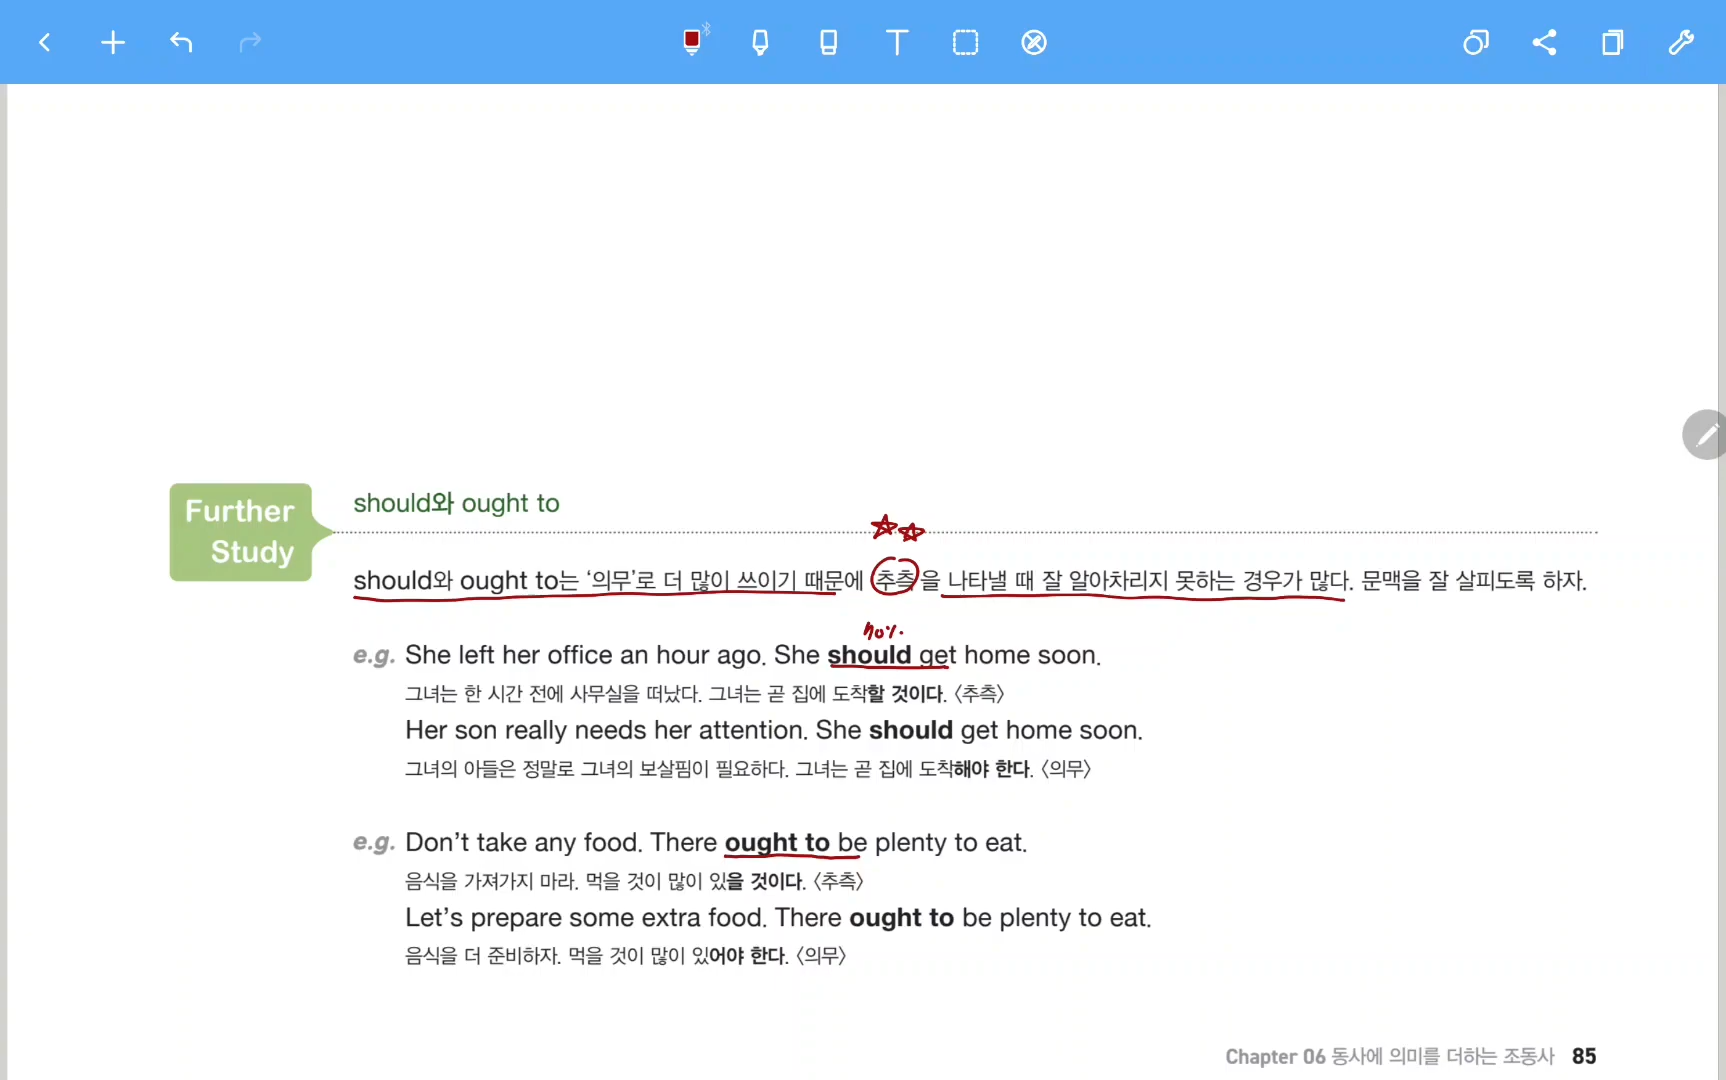 Further
Study
should와 ought to
should와 ought to는 ‘의무’로 더 많이 쓰이기 때문에 추측을 나타낼 때 잘 알아차리지 못하는 경우가 많다. 문맥을 잘 살피도록 하자.
e.g. She left her office an hour ago. She should get home soon.
그녀는 한 시간 전에 사무실을 떠났다. 그녀는 곧 집에 도착할 것이다. 〈추측〉
Her son really needs her attention. She should get home soon.
그녀의 아들은 정말로 그녀의 보살핌이 필요하다. 그녀는 곧 집에 도착해야 한다. 〈의무〉
e.g. Don’t take any food. There ought to be plenty to eat.
음식을 가져가지 마라. 먹을 것이 많이 있을 것이다. 〈추측〉
Let’s prepare some extra food. There ought to be plenty to eat.
음식을 더 준비하자. 먹을 것이 많이 있어야 한다. 〈의무〉
Chapter 06 동사에 의미를 더하는 조동사 85